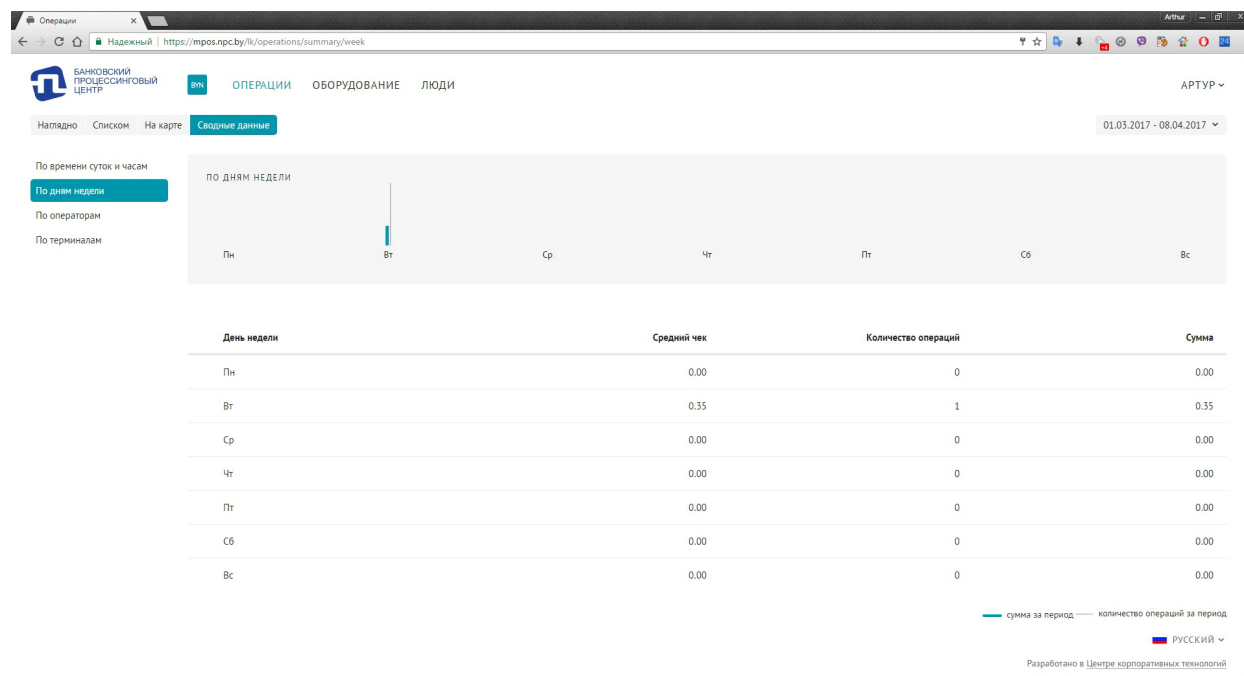 Операции
Arthur
Надежный | https://mpos.npc.by/lk/operations/summary/week
+4
24
БАНКОВСКИЙ
ПРОЦЕССИНГОВЫЙ
ЦЕНТР
BYN ОПЕРАЦИИ ОБОРУДОВАНИЕ ЛЮДИ АРТУР
Наглядно Списком На карте Сводные данные 01.03.2017 - 08.04.2017
По времени суток и часам
По дням недели
По операторам
По терминалам
ПО ДНЯМ НЕДЕЛИ
Пн Вт Ср Чт Пт Сб Вс
День недели Средний чек Количество операций Сумма
Пн 0.00 0 0.00
Вт 0.35 1 0.35
Ср 0.00 0 0.00
Чт 0.00 0 0.00
Пт 0.00 0 0.00
Сб 0.00 0 0.00
Вс 0.00 0 0.00
сумма за период количество операций за период
РУССКИЙ
Разработано в Центре корпоративных технологий